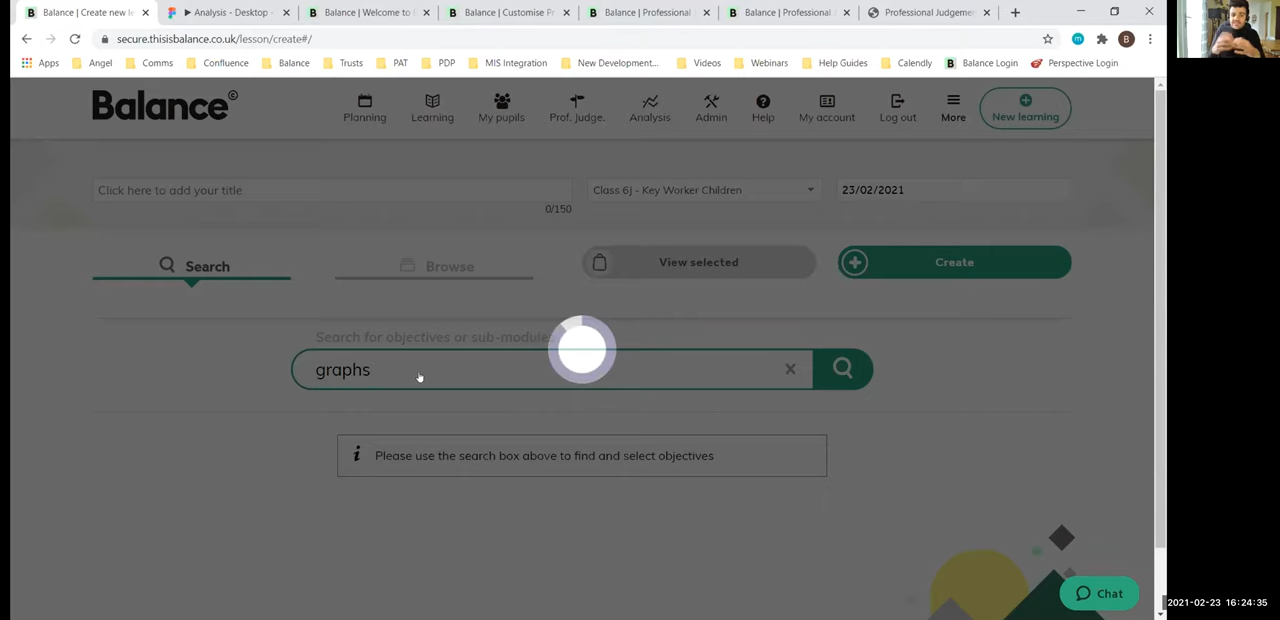 Balance | Create new le
Analysis - Desktop -
Balance | Welcome to
Balance | Customise Pr
Balance | Professional
Balance | Professional
Professional Judgeme
secure.thisisbalance.co.uk/lesson/create#/
B
Apps Angel Comms Confluence Balance Trusts PAT PDP MIS Integration New Development... Videos Webinars Help Guides Calendly Balance Login Perspective Login
Balance©
Planning Learning My pupils Prof. Judge. Analysis Admin Help My account Log out More New learning
Click here to add your title Class 6J - Key Worker Children 23/02/2021
0/150
Search Browse View selected Create
Search for objectives or sub-module
graphs
Please use the search box above to find and select objectives
Chat
2021-02-23 16:24:35